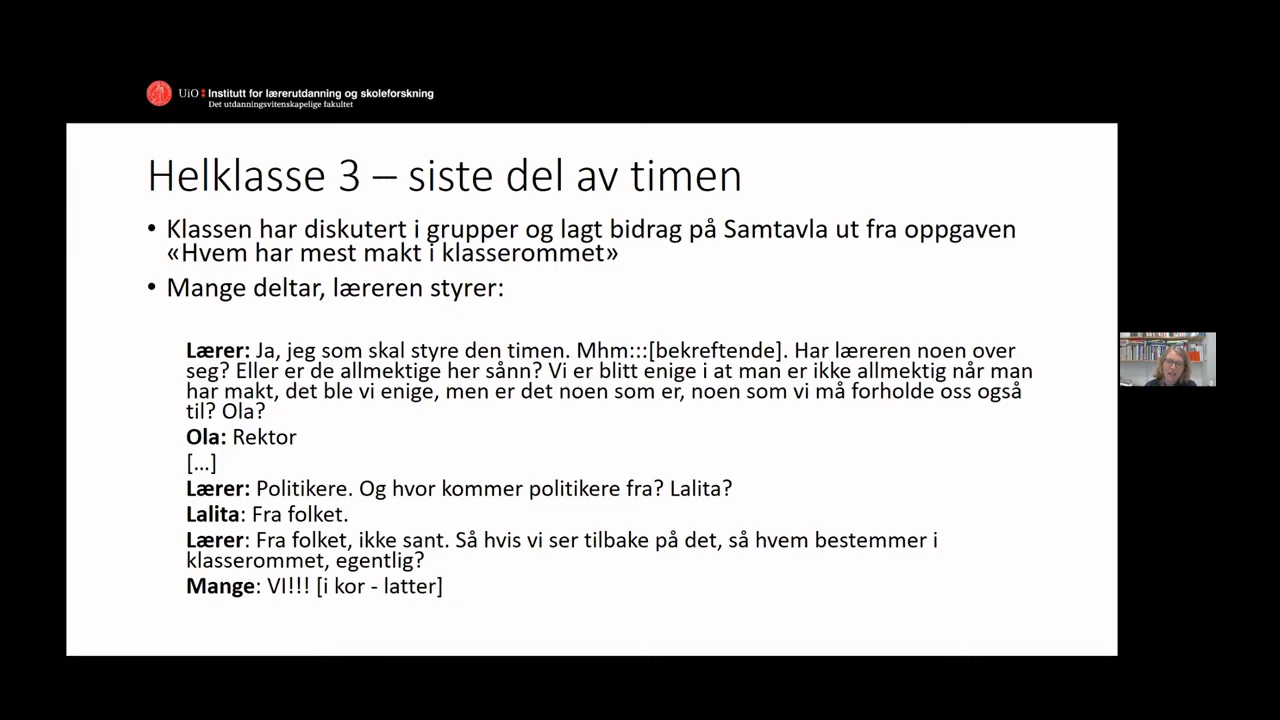 UiO Institutt for lærerutdanning og skoleforskning
Det utdanningsvitenskapelige fakultet
Helklasse 3 – siste del av timen
• Klassen har diskutert i grupper og lagt bidrag på Samtavla ut fra oppgaven
«Hvem har mest makt i klasserommet»
• Mange deltar, læreren styrer:
Lærer: Ja, jeg som skal styre den timen. Mhm:::[bekreftende]. Har læreren noen over
seg? Eller er de allmektige her sånn? Vi er blitt enige i at man er ikke allmektig når man
har makt, det ble vi enige, men er det noen som er, noen som vi må forholde oss også
til? Ola?
Ola: Rektor
[…]
Lærer: Politikere. Og hvor kommer politikere fra? Lalita?
Lalita: Fra folket.
Lærer: Fra folket, ikke sant. Så hvis vi ser tilbake på det, så hvem bestemmer i
klasserommet, egentlig?
Mange: VI!!! [i kor - latter]